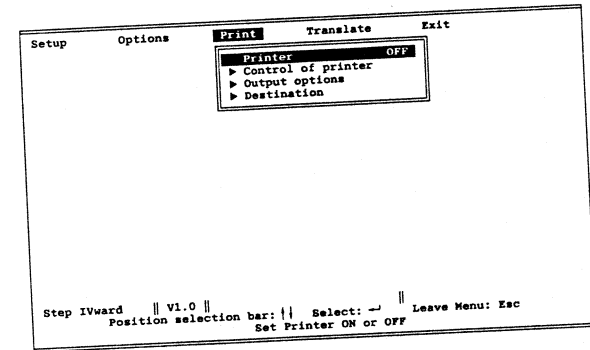 Setup Options Print Translate Exit
Printer OFF
► Control of printer
► Output options
► Destination
Step IVward ‖ V1.0 ‖ ‖
Position selection bar: ↑↓ Select: ↵ Leave Menu: Esc
Set Printer ON or OFF